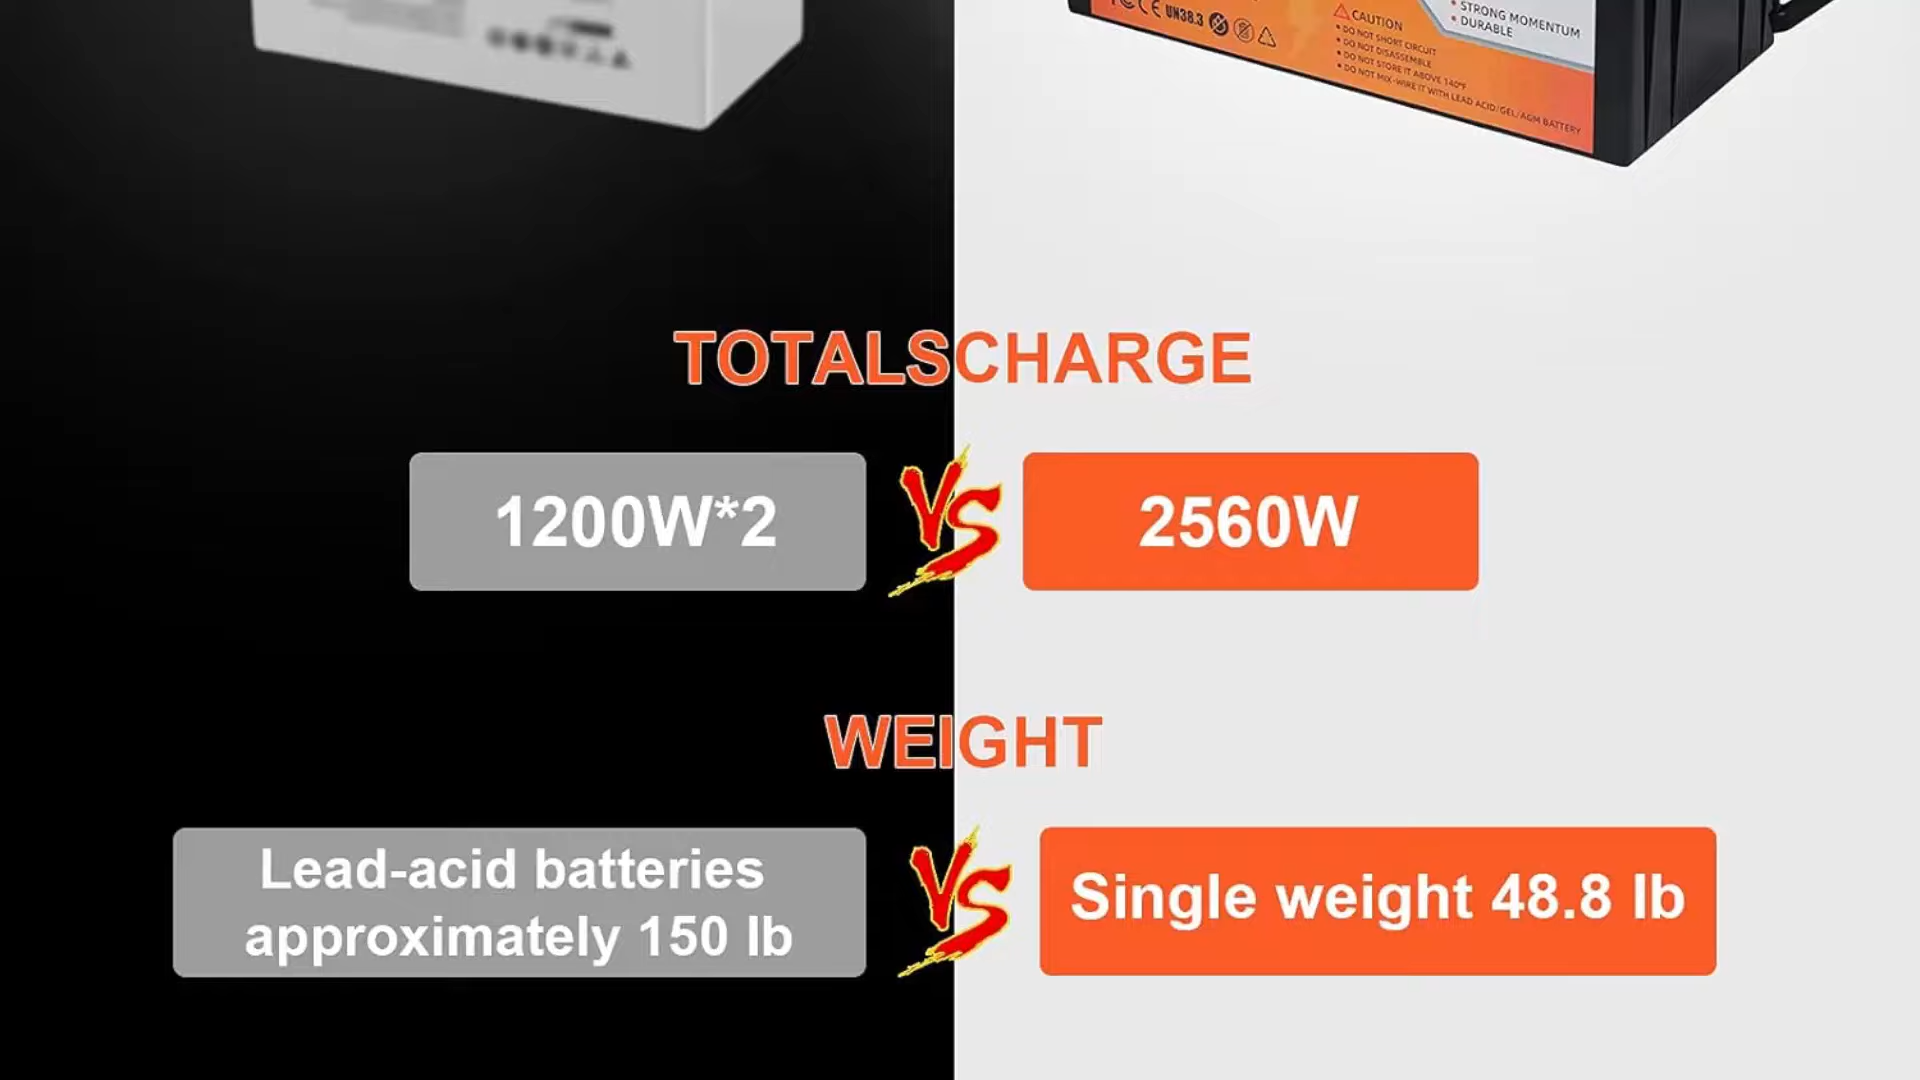 UN38.3
CAUTION
• DO NOT SHORT CIRCUIT
• DO NOT DISASSEMBLE
• DO NOT STORE IT ABOVE 140°F
• DO NOT MIX-WIRE IT WITH LEAD ACID/GEL/AGM BATTERY
• STRONG MOMENTUM
• DURABLE
TOTALSCHARGE
1200W*2
VS
2560W
WEIGHT
Lead-acid batteries
approximately 150 lb
VS
Single weight 48.8 lb